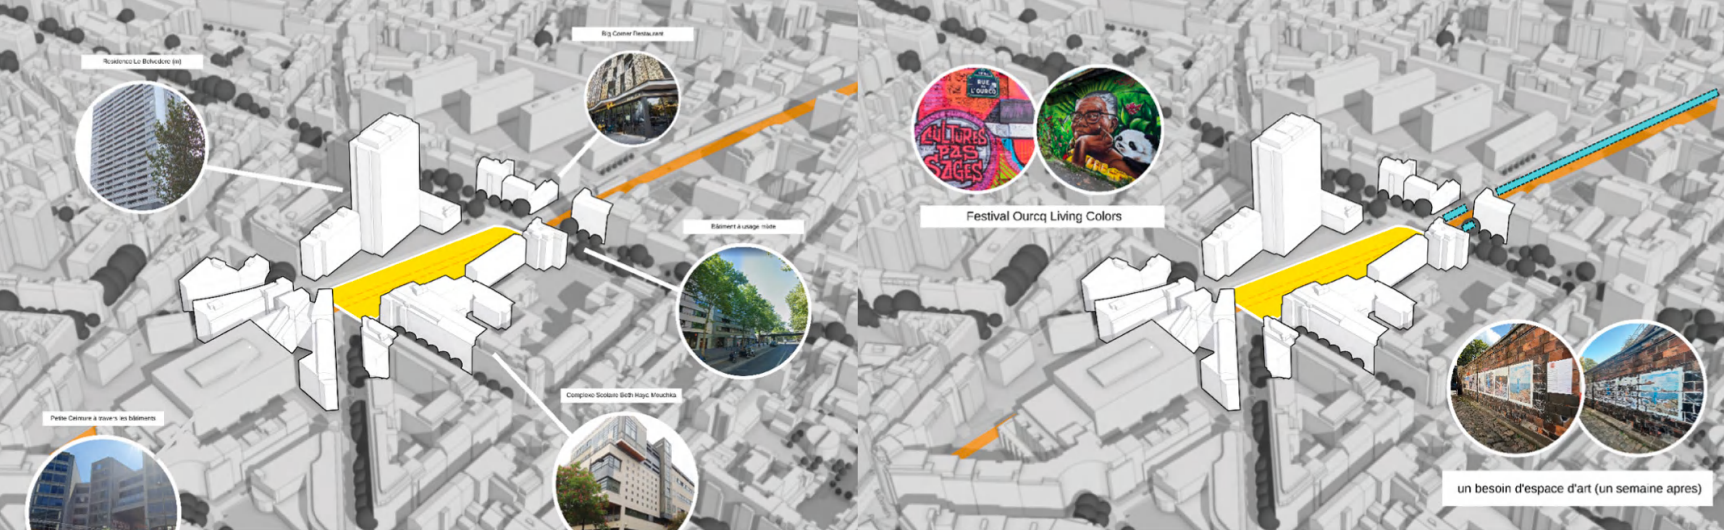 Big Corner Restaurant
Residence Le Belvedere (ie)
Bâtiment à usage mixte
Complexe Scolaire Beth Haya Mouchka
Petite Ceinture à travers les bâtiments
RUE
DE
L'OURCQ
CULTURES
PAS
SAGES
Festival Ourcq Living Colors
un besoin d'espace d'art (un semaine apres)